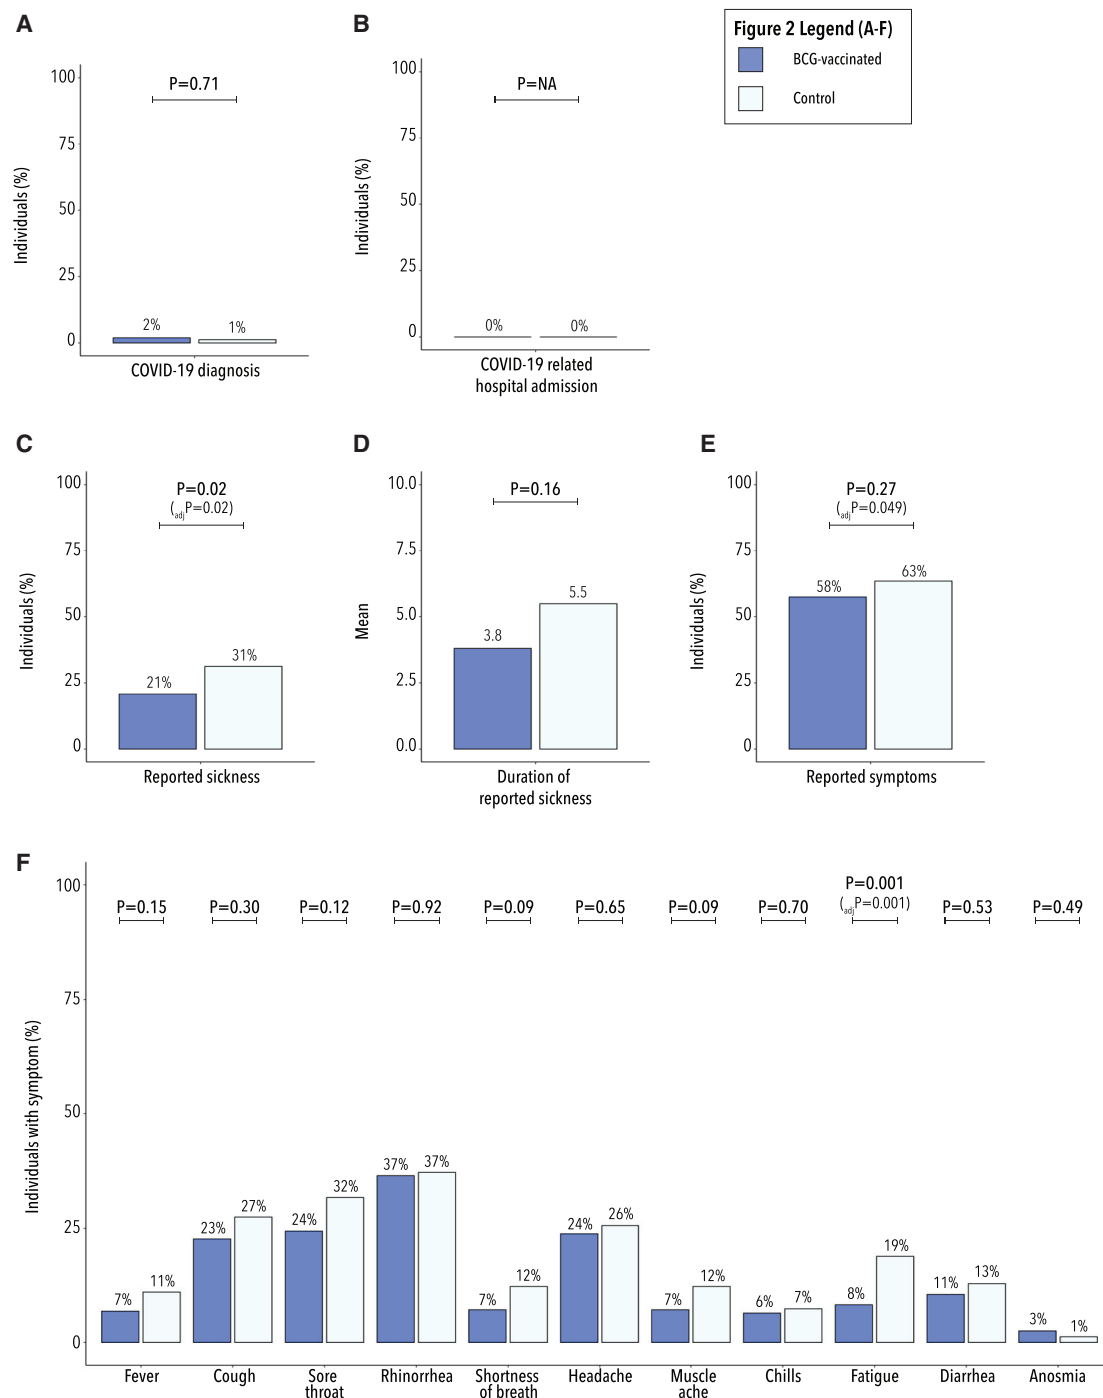 A
B
Figure 2 Legend (A-F)
BCG-vaccinated
Control
100
75
50
25
0
Individuals (%)
P=0.71
2%
1%
COVID-19 diagnosis
100
75
50
25
0
Individuals (%)
P=NA
0%
0%
COVID-19 related
hospital admission
C
D
E
100
75
50
25
0
Individuals (%)
P=0.02
(adjP=0.02)
21%
31%
Reported sickness
10.0
7.5
5.0
2.5
0.0
Mean
P=0.16
3.8
5.5
Duration of
reported sickness
100
75
50
25
0
Individuals (%)
P=0.27
(adjP=0.049)
58%
63%
Reported symptoms
F
100
75
50
25
0
Individuals with symptom (%)
P=0.15
P=0.30
P=0.12
P=0.92
P=0.09
P=0.65
P=0.09
P=0.70
P=0.001
(adjP=0.001)
P=0.53
P=0.49
7%
11%
23%
27%
24%
32%
37%
37%
7%
12%
24%
26%
7%
12%
6%
7%
8%
19%
11%
13%
3%
1%
Fever
Cough
Sore
throat
Rhinorrhea
Shortness
of breath
Headache
Muscle
ache
Chills
Fatigue
Diarrhea
Anosmia